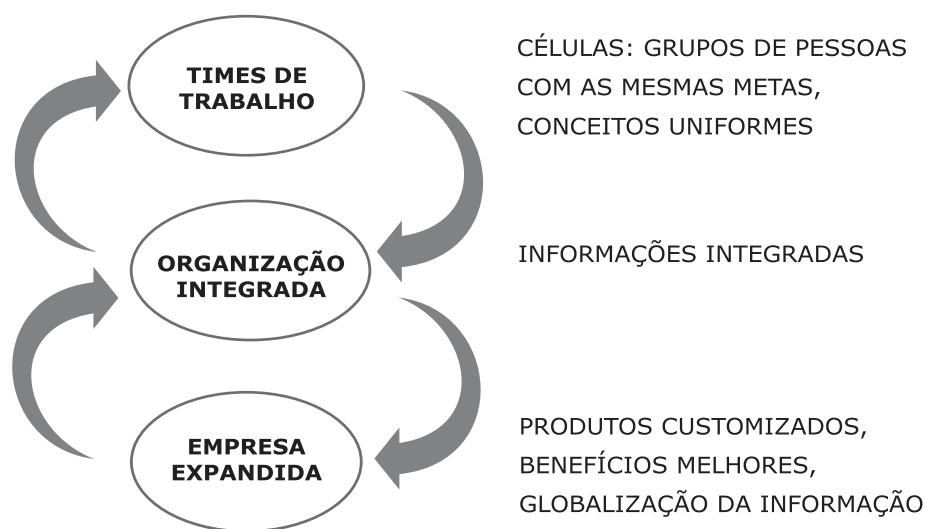 TIMES DE
TRABALHO
CÉLULAS: GRUPOS DE PESSOAS
COM AS MESMAS METAS,
CONCEITOS UNIFORMES
ORGANIZAÇÃO
INTEGRADA
INFORMAÇÕES INTEGRADAS
EMPRESA
EXPANDIDA
PRODUTOS CUSTOMIZADOS,
BENEFÍCIOS MELHORES,
GLOBALIZAÇÃO DA INFORMAÇÃO